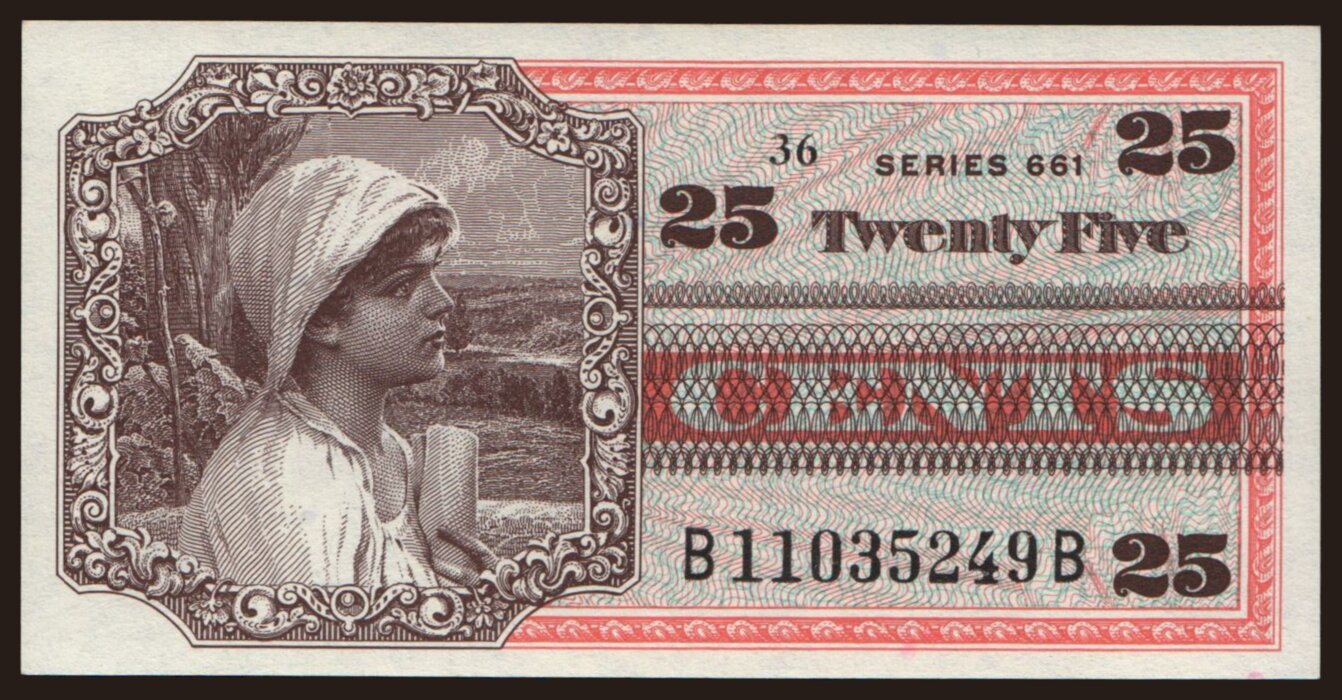 36 SERIES 661 25
25 Twenty Five
CENTS
B11035249B 25